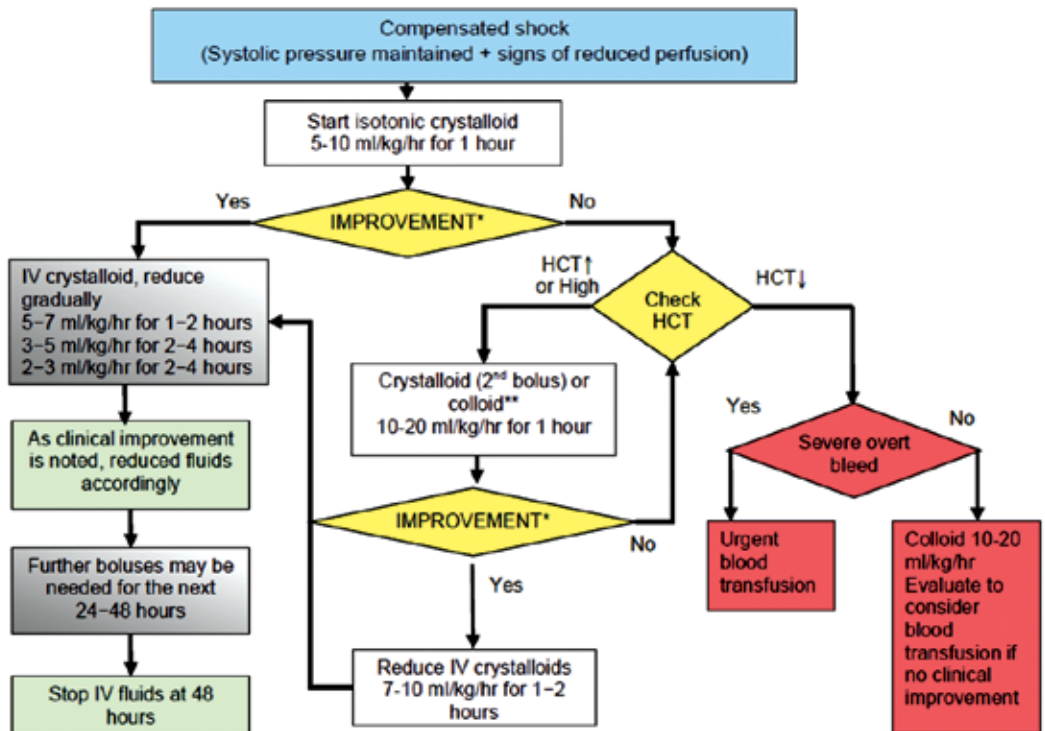 Compensated shock
(Systolic pressure maintained + signs of reduced perfusion)
Start isotonic crystalloid
5-10 ml/kg/hr for 1 hour
Yes
IMPROVEMENT*
No
IV crystalloid, reduce
gradually
5−7 ml/kg/hr for 1−2 hours
3−5 ml/kg/hr for 2−4 hours
2−3 ml/kg/hr for 2−4 hours
HCT↑
or High
Check
HCT
HCT↓
Crystalloid (2nd bolus) or
colloid**
10-20 ml/kg/hr for 1 hour
Yes
Severe overt
bleed
No
As clinical improvement
is noted, reduced fluids
accordingly
IMPROVEMENT*
No
Yes
Urgent
blood
transfusion
Colloid 10-20
ml/kg/hr
Evaluate to
consider
blood
transfusion if
no clinical
improvement
Further boluses may be
needed for the next
24−48 hours
Reduce IV crystalloids
7-10 ml/kg/hr for 1−2
hours
Stop IV fluids at 48
hours